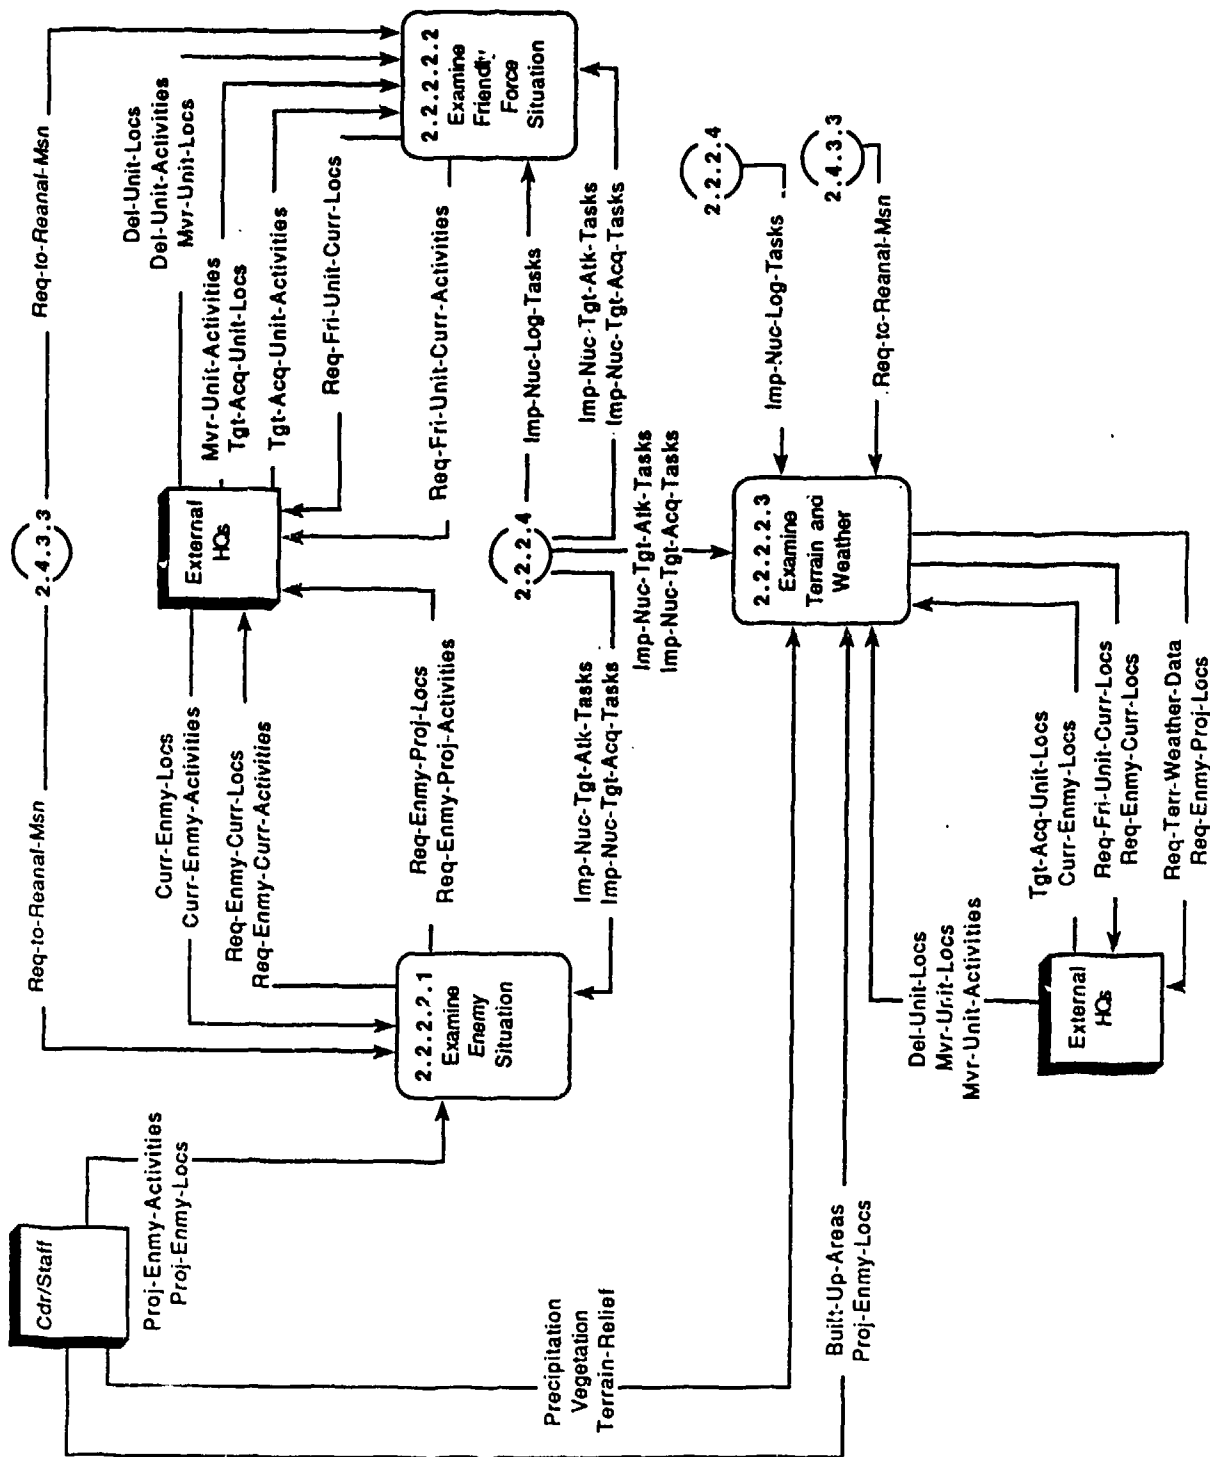 Cdr/Staff
Proj-Enmy-Activities
Proj-Enmy-Locs
Precipitation
Vegetation
Terrain-Relief
Built-Up-Areas
Proj-Enmy-Locs
Req-to-Reanal-Msn
2.4.3.3
Req-to-Reanal-Msn
Curr-Enmy-Locs
Curr-Enmy-Activities
Req-Enmy-Curr-Locs
Req-Enmy-Curr-Activities
Req-Enmy-Proj-Locs
Req-Enmy-Proj-Activities
2.2.2.2.1
Examine
Enemy
Situation
External
HQs
Del-Unit-Locs
Del-Unit-Activities
Mvr-Unit-Locs
Mvr-Unit-Activities
Tgt-Acq-Unit-Locs
Tgt-Acq-Unit-Activities
Req-Fri-Unit-Curr-Locs
Req-Fri-Unit-Curr-Activities
2.2.2.2.2
Examine
Friendly
Force
Situation
2.2.2.4
Imp-Nuc-Log-Tasks
Imp-Nuc-Tgt-Atk-Tasks
Imp-Nuc-Tgt-Acq-Tasks
Imp-Nuc-Tgt-Atk-Tasks
Imp-Nuc-Tgt-Acq-Tasks
Imp-Nuc-Tgt-Atk-Tasks
Imp-Nuc-Tgt-Acq-Tasks
2.2.2.4
Imp-Nuc-Log-Tasks
2.4.3.3
Req-to-Reanal-Msn
2.2.2.2.3
Examine
Terrain and
Weather
Del-Unit-Locs
Mvr-Unit-Locs
Mvr-Unit-Activities
Tgt-Acq-Unit-Locs
Curr-Enmy-Locs
Req-Fri-Unit-Curr-Locs
Req-Enmy-Curr-Locs
Req-Terr-Weather-Data
Req-Enmy-Proj-Locs
External
HQs